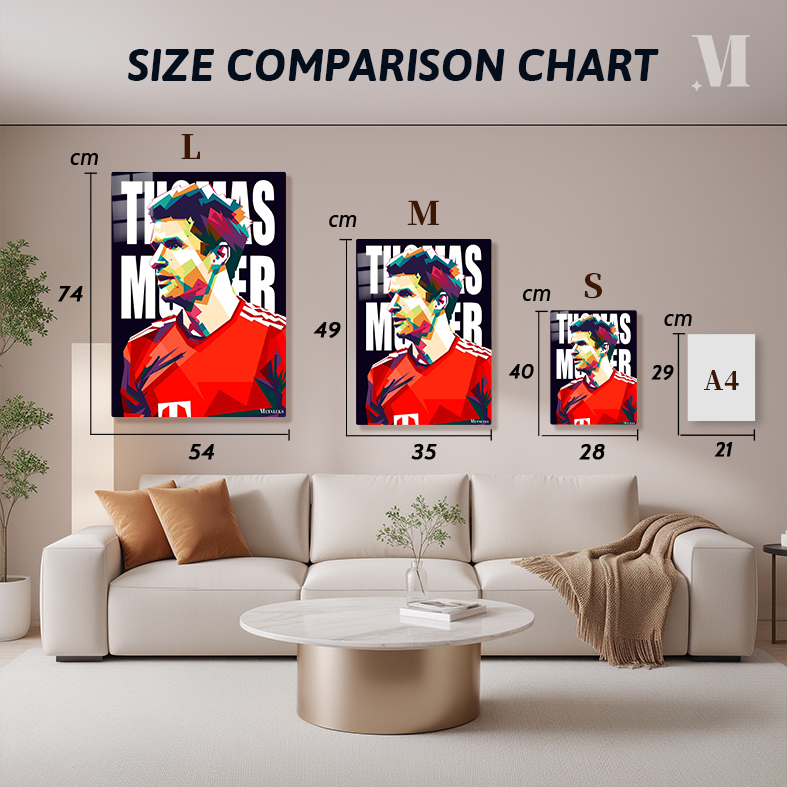 SIZE COMPARISON CHART
M
cm
L
THOMAS
MÜLLER
T
METALUXS
74
54
cm
M
THOMAS
MÜLLER
T
49
35
cm
S
THOMAS
MÜLLER
40
28
cm
A4
29
21